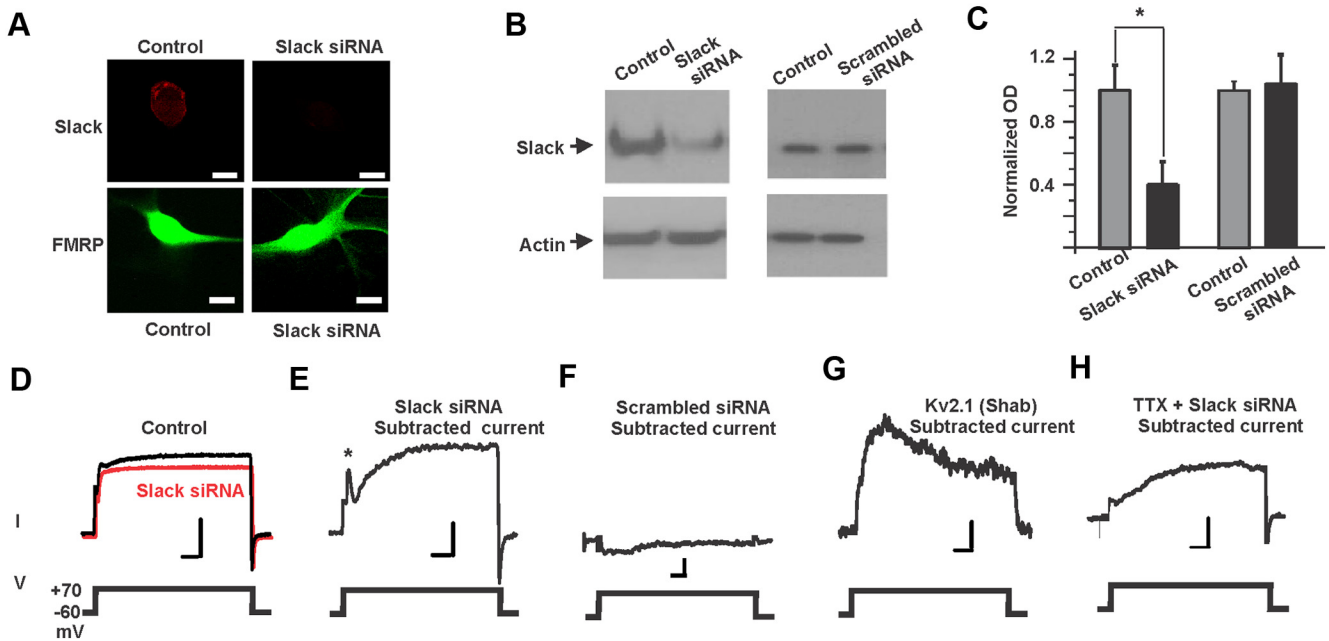 A
Control
Slack siRNA
Slack
FMRP
Control
Slack siRNA
B
Control
Slack
siRNA
Control
Scrambled
siRNA
Slack
Actin
C
*
1.2
0.8
0.4
Normalized OD
Control
Slack siRNA
Control
Scrambled
siRNA
D
Control
Slack siRNA
I
V
+70
-60
mV
E
Slack siRNA
Subtracted current
*
F
Scrambled siRNA
Subtracted current
G
Kv2.1 (Shab)
Subtracted current
H
TTX + Slack siRNA
Subtracted current